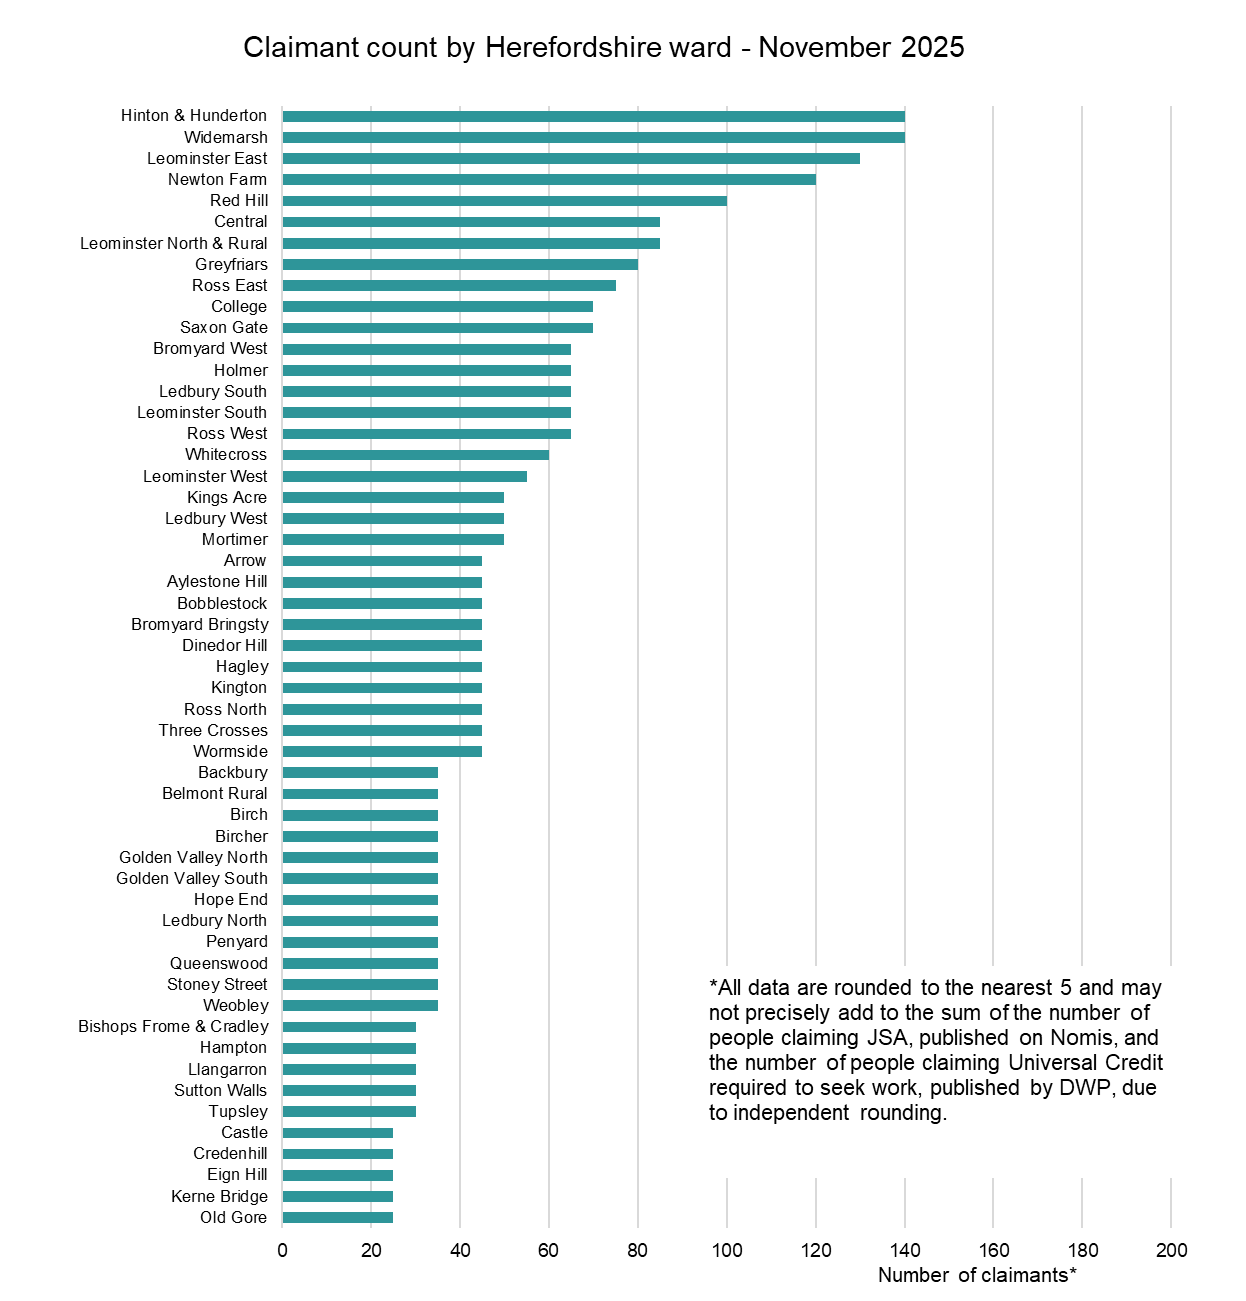 Claimant count by Herefordshire ward - November 2025
Hinton & Hunderton
Widemarsh
Leominster East
Newton Farm
Red Hill
Central
Leominster North & Rural
Greyfriars
Ross East
College
Saxon Gate
Bromyard West
Holmer
Ledbury South
Leominster South
Ross West
Whitecross
Leominster West
Kings Acre
Ledbury West
Mortimer
Arrow
Aylestone Hill
Bobblestock
Bromyard Bringsty
Dinedor Hill
Hagley
Kington
Ross North
Three Crosses
Wormside
Backbury
Belmont Rural
Birch
Bircher
Golden Valley North
Golden Valley South
Hope End
Ledbury North
Penyard
Queenswood
Stoney Street
Weobley
Bishops Frome & Cradley
Hampton
Llangarron
Sutton Walls
Tupsley
Castle
Credenhill
Eign Hill
Kerne Bridge
Old Gore
*All data are rounded to the nearest 5 and may
not precisely add to the sum of the number of
people claiming JSA, published on Nomis, and
the number of people claiming Universal Credit
required to seek work, published by DWP, due
to independent rounding.
0 20 40 60 80 100 120 140 160 180 200
Number of claimants*